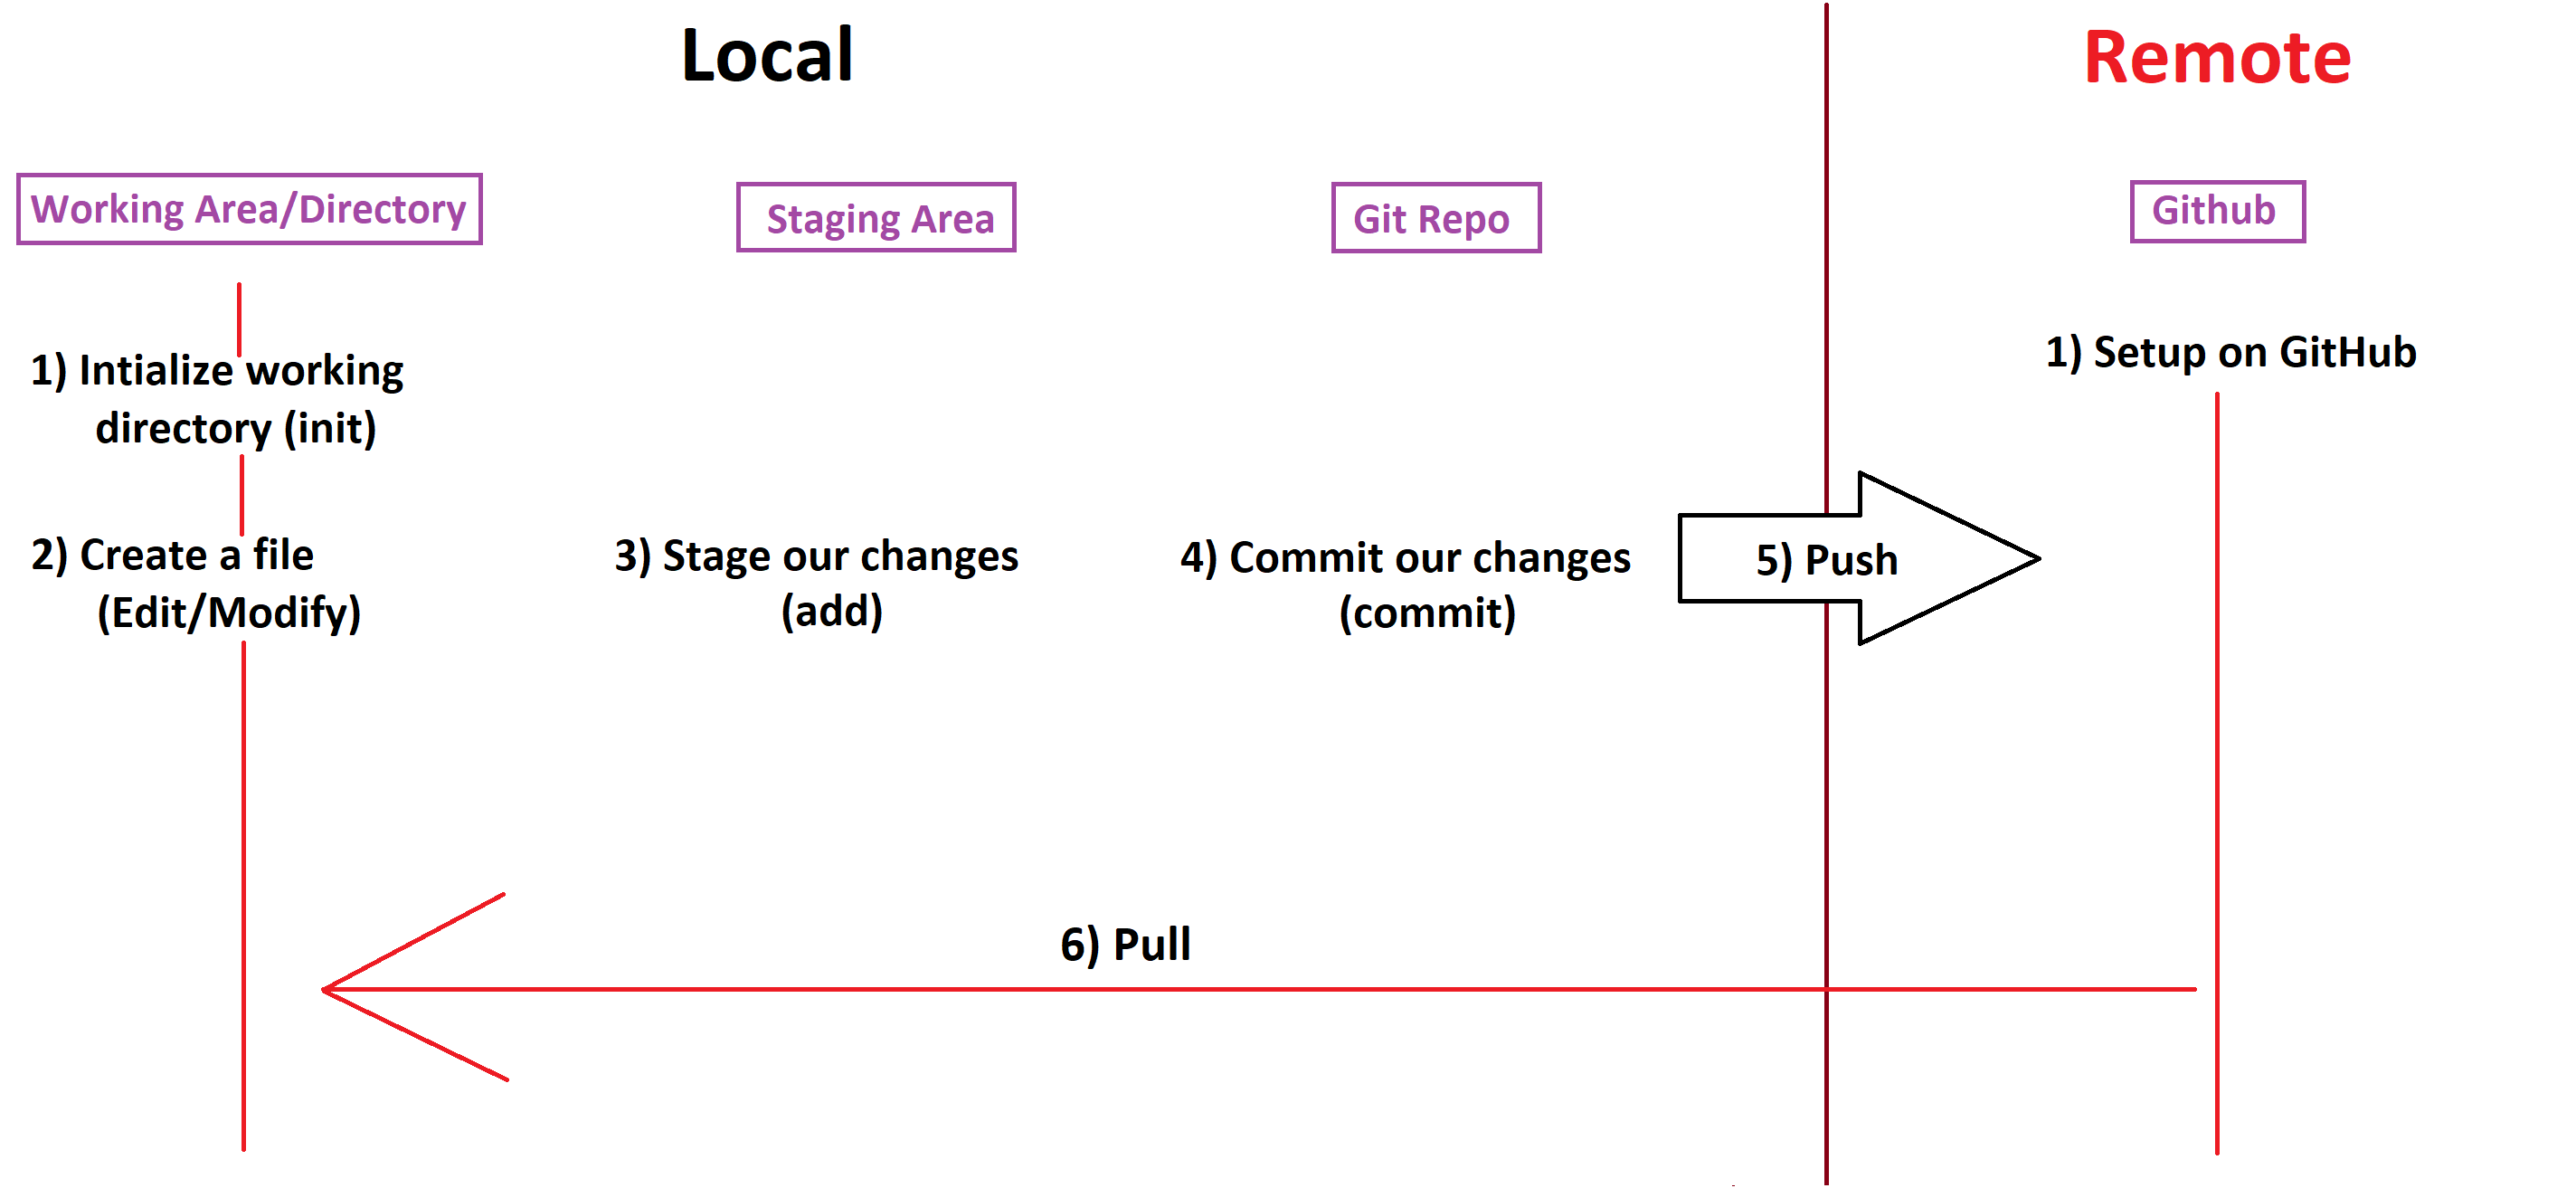 Local
Remote
Working Area/Directory
Staging Area
Git Repo
Github
1) Intialize working
directory (init)
1) Setup on GitHub
2) Create a file
(Edit/Modify)
3) Stage our changes
(add)
4) Commit our changes
(commit)
5) Push
6) Pull